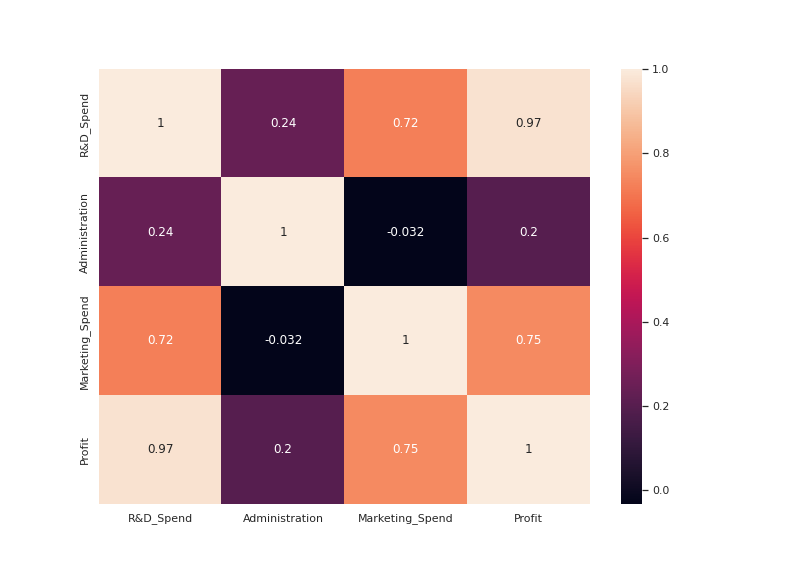 R&D_Spend
1
0.24
0.72
0.97
Administration
0.24
1
-0.032
0.2
Marketing_Spend
0.72
-0.032
1
0.75
Profit
0.97
0.2
0.75
1
R&D_Spend
Administration
Marketing_Spend
Profit
1.0
0.8
0.6
0.4
0.2
0.0